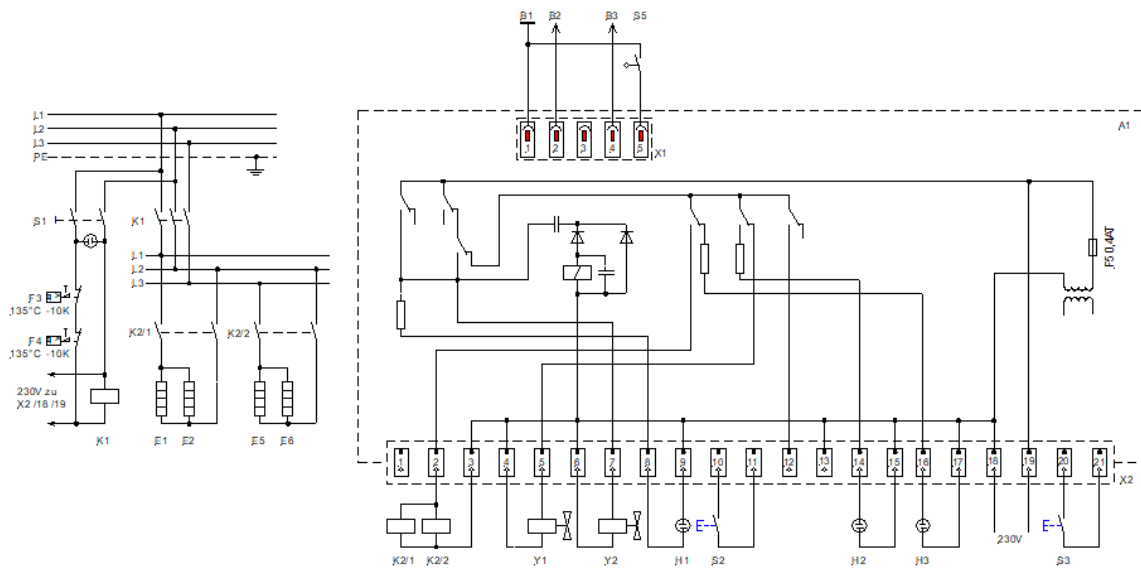 B1 B2 B3 S5
A1
L1
L2
L3
PE
1 2 3 4 5
X1
S1
K1
L1
L2
L3
F5 0,4AT
F3
135°C -10K
F4
135°C -10K
K2/1
K2/2
230V zu
X2 /18 /19
K1 E1 E2 E5 E6
1 2 3 4 5 6 7 8 9 10 11 12 13 14 15 16 17 18 19 20 21
X2
230V
K2/1 K2/2 Y1 Y2 H1 S2 H2 H3 S3